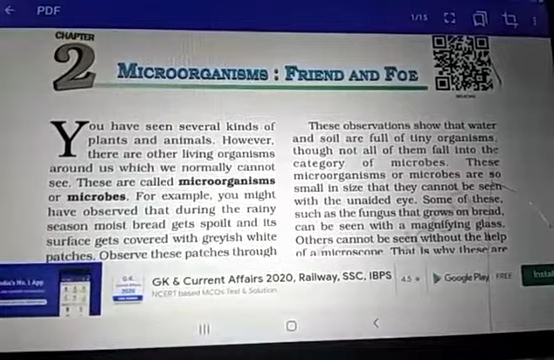 PDF
1/15
CHAPTER
2
MICROORGANISMS : FRIEND AND FOE
You have seen several kinds of
plants and animals. However,
there are other living organisms
around us which we normally cannot
see. These are called microorganisms
or microbes. For example, you might
have observed that during the rainy
season moist bread gets spoilt and its
surface gets covered with greyish white
patches. Observe these patches through
These observations show that water
and soil are full of tiny organisms,
though not all of them fall into the
category of microbes. These
microorganisms or microbes are so
small in size that they cannot be seen
with the unaided eye. Some of these,
such as the fungus that grows on bread,
can be seen with a magnifying glass.
Others cannot be seen without the help
of a microscope. That is why these are
dia's No. 1 App
2020
GK & Current Affairs 2020, Railway, SSC, IBPS
NCERT based MCQs Test & Solution
4.5
Google Play
FREE
Instal